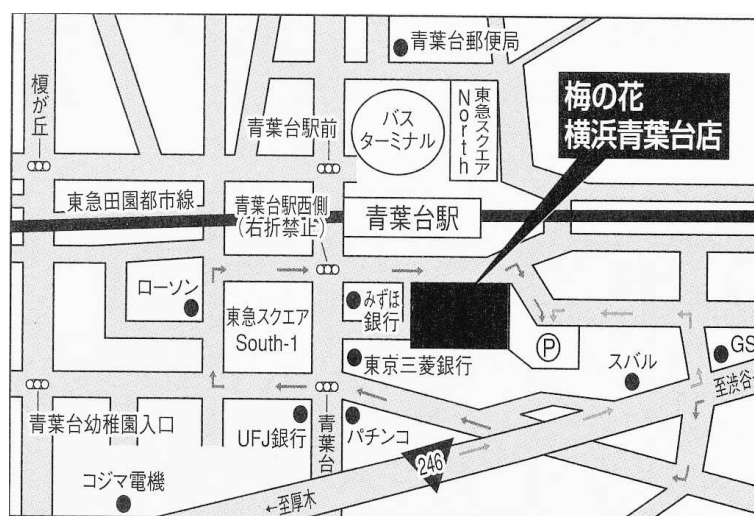 青葉台郵便局
榎が丘
青葉台駅前
バス
ターミナル
東急スクエア
North
梅の花
横浜青葉台店
東急田園都市線
青葉台駅西側
(右折禁止)
青葉台駅
ローソン
東急スクエア
South-1
みずほ
銀行
P
東京三菱銀行
スバル
GS
至渋谷→
青葉台幼稚園入口
UFJ銀行
青葉台
パチンコ
246
コジマ電機
←至厚木